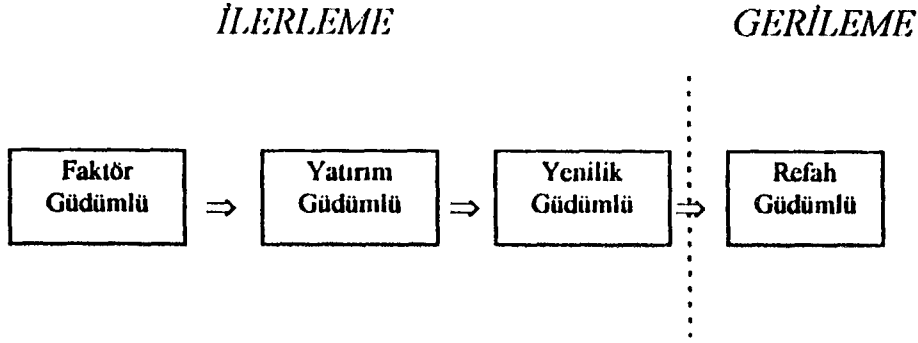 İLERLEME GERİLEME
Faktör Güdümlü ⇒ Yatırım Güdümlü ⇒ Yenilik Güdümlü ⇒ Refah Güdümlü